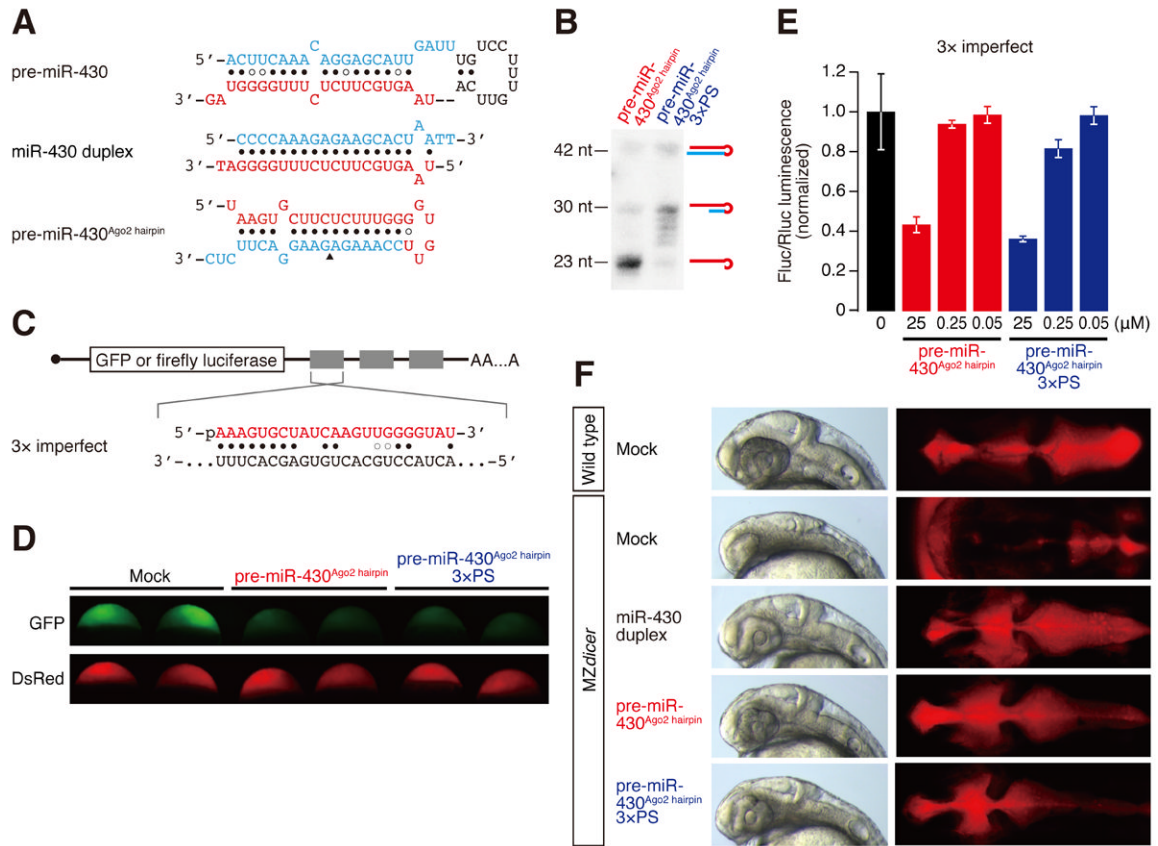 A
pre-miR-430
C
GAUU
UCCU
5’–
ACUUCAAA
AGGAGCAUU
UG
U
UGGGGUUU
UCUUCGUGA
GC
U
3’–GA
C
AU––
ACUUG
miR-430 duplex
A
CCCCAAAGAGAAGCACU
ATT–3’
3’–UAGGGGUUUCUCUUCGUGA
U–5’
A
pre-miR-430Ago2 hairpin
5’–U
G
G
AAGU
CUUCUCUUUGGG
U
UUCA
GAAGAGAAACCU
G
3’–CUC
G
U
B
pre-miR-
430Ago2 hairpin
pre-miR-
430Ago2 hairpin
3×PS
42 nt
30 nt
23 nt
C
GFP or firefly luciferase
AA...A
3× imperfect
5’–pAAAGUGCUAUCAAGUUGGGGUAU–3’
3’–...UUUCACGAGUGUCACGUCCAUCA...–5’
D
Mock
pre-miR-430Ago2 hairpin
pre-miR-430Ago2 hairpin
3×PS
GFP
DsRed
E
3× imperfect
Fluc/Rluc luminescence
(normalized)
1.2
1.0
0.8
0.6
0.4
0.2
0
0 25 0.25 0.05 25 0.25 0.05 (μM)
pre-miR-
430Ago2 hairpin
pre-miR-
430Ago2 hairpin
3×PS
F
Wild type
Mock
MZdicer
Mock
miR-430
duplex
pre-miR-
430Ago2 hairpin
pre-miR-
430Ago2 hairpin
3×PS